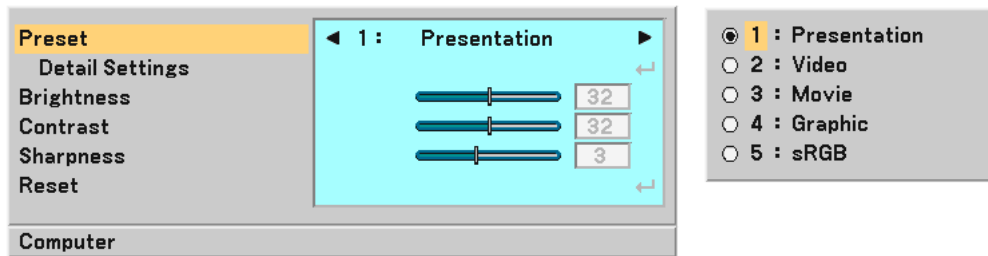 Preset
◄ 1 : Presentation ►
Detail Settings
Brightness 32
Contrast 32
Sharpness 3
Reset
Computer
1 : Presentation
2 : Video
3 : Movie
4 : Graphic
5 : sRGB